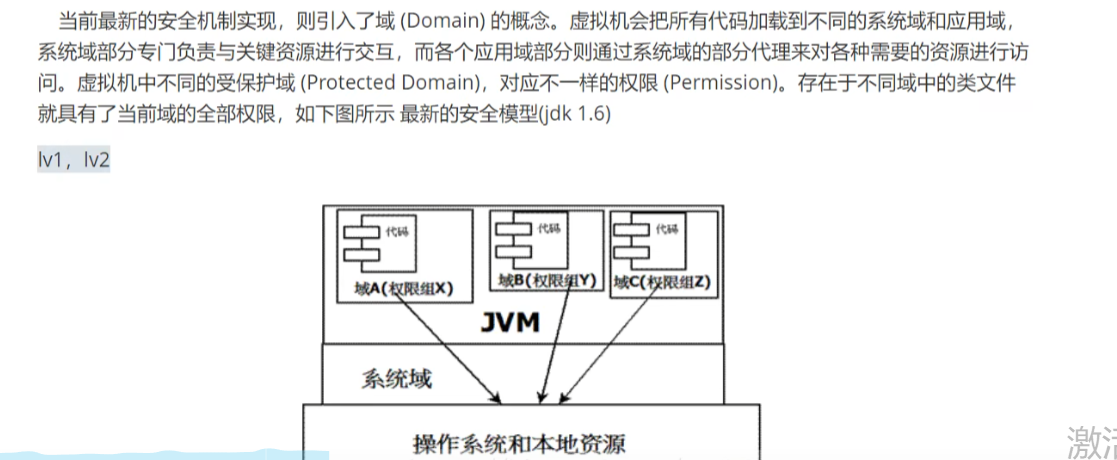 当前最新的安全机制实现，则引入了域 (Domain) 的概念。虚拟机会把所有代码加载到不同的系统域和应用域，
系统域部分专门负责与关键资源进行交互，而各个应用域部分则通过系统域的部分代理来对各种需要的资源进行访
问。虚拟机中不同的受保护域 (Protected Domain)，对应不一样的权限 (Permission)。存在于不同域中的类文件
就具有了当前域的全部权限，如下图所示 最新的安全模型(jdk 1.6)
lv1，lv2
代码
代码
代码
域A(权限组X)
域B(权限组Y)
域C(权限组Z)
JVM
系统域
操作系统和本地资源